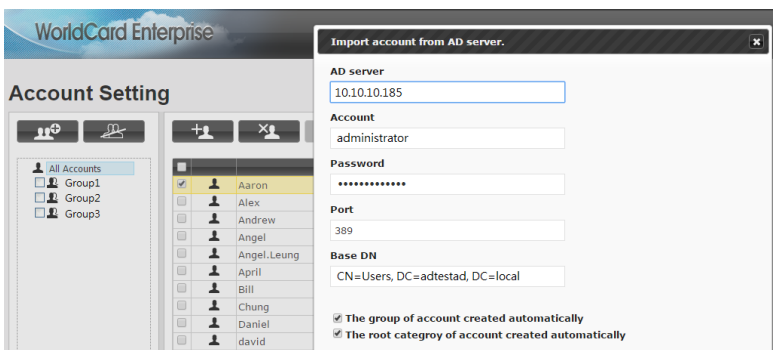 WorldCard Enterprise
Account Setting
All Accounts
Group1
Group2
Group3
Aaron
Alex
Andrew
Angel
Angel.Leung
April
Bill
Chung
Daniel
david
Import account from AD server.
AD server
10.10.10.185
Account
administrator
Password
•••••••••••••
Port
389
Base DN
CN=Users, DC=adtestad, DC=local
The group of account created automatically
The root categroy of account created automatically